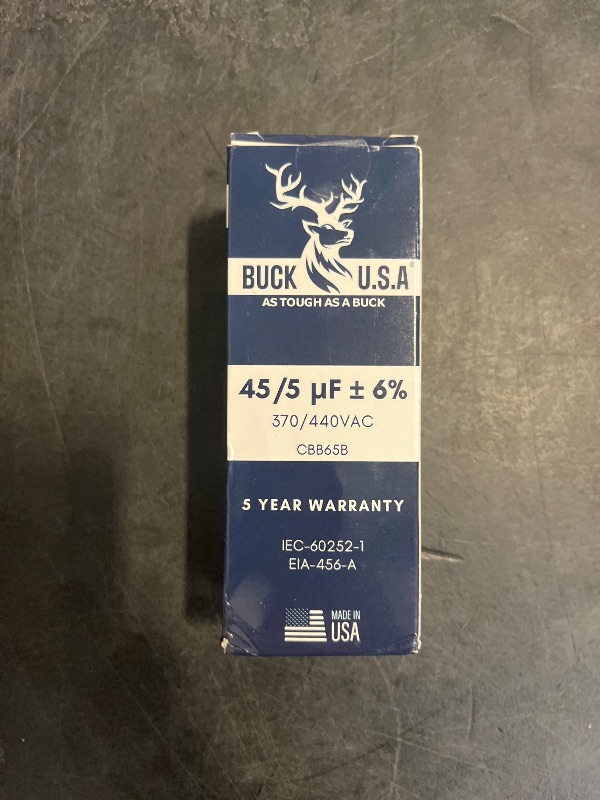 BUCK U.S.A
AS TOUGH AS A BUCK
45/5 µF ± 6%
370/440VAC
CBB65B
5 YEAR WARRANTY
IEC-60252-1
EIA-456-A
MADE IN
USA